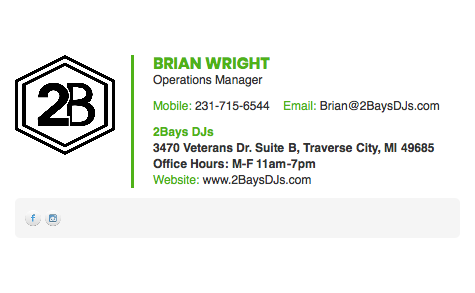 2B
BRIAN WRIGHT
Operations Manager
Mobile: 231-715-6544 Email: Brian@2BaysDJs.com
2Bays DJs
3470 Veterans Dr. Suite B, Traverse City, MI 49685
Office Hours: M-F 11am-7pm
Website: www.2BaysDJs.com
f